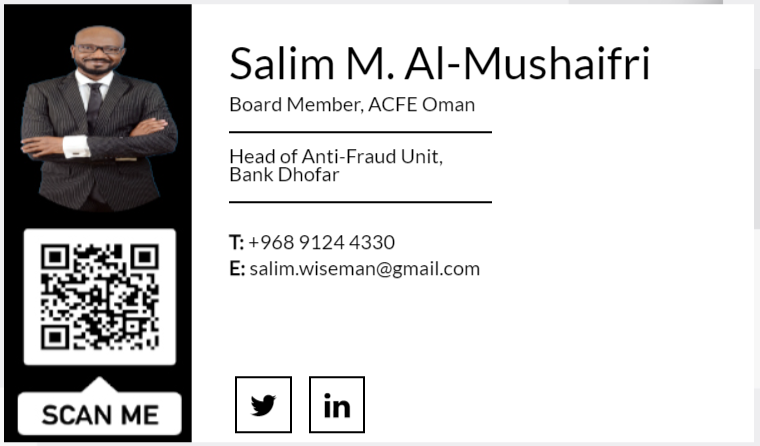 Salim M. Al-Mushaifri
Board Member, ACFE Oman
Head of Anti-Fraud Unit,
Bank Dhofar
T: +968 9124 4330
E: salim.wiseman@gmail.com
SCAN ME
in